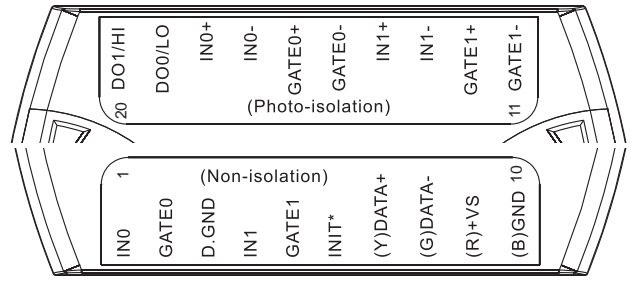 DO1/HI
DO0/LO
IN0+
IN0-
GATE0+
GATE0-
IN1+
IN1-
GATE1+
GATE1-
20
(Photo-isolation)
11
1
(Non-isolation)
10
IN0
GATE0
D.GND
IN1
GATE1
INIT*
(Y)DATA+
(G)DATA-
(R)+VS
(B)GND